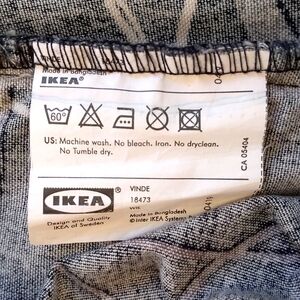 Made in Bangladesh
IKEA®
60°
US: Machine wash. No bleach. Iron. No dryclean.
No Tumble dry.
CA 05404
IKEA®
Design and Quality
IKEA of Sweden
VINDE
18473
Made in Bangladesh
© Inter IKEA Systems